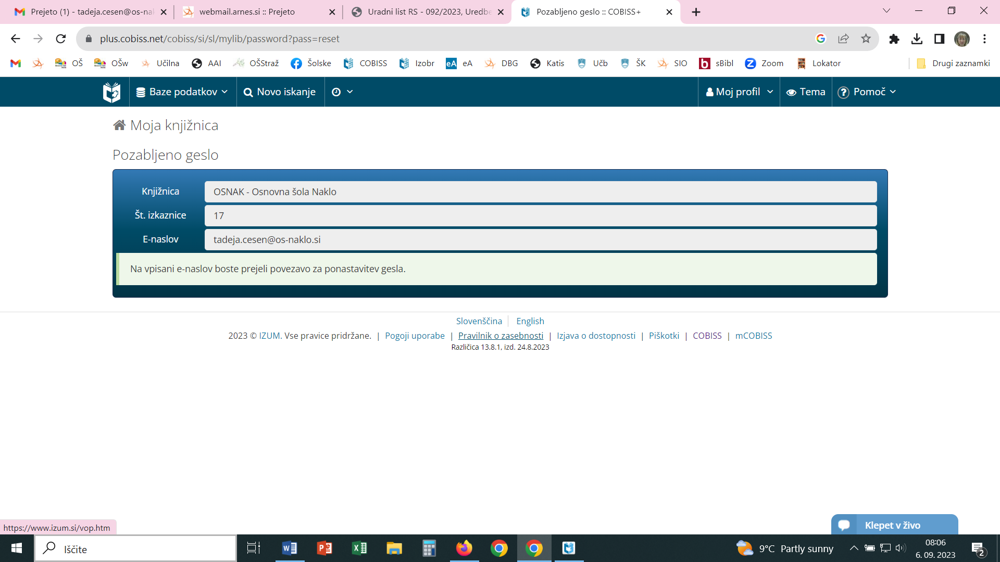 Prejeto (1) - tadeja.cesen@os-na
webmail.arnes.si :: Prejeto
Uradni list RS - 092/2023, Uredbe
Pozabljeno geslo :: COBISS+
plus.cobiss.net/cobiss/si/sl/mylib/password?pass=reset
OŠ
OŠw
Učilna
AAI
OŠStraž
Šolske
COBISS
Izobr
eA eA
DBG
Katis
Učb
ŠK
SIO
b sBibl
Z Zoom
Lokator
Drugi zaznamki
Baze podatkov
Novo iskanje
Moj profil
Tema
? Pomoč
Moja knjižnica
Pozabljeno geslo
Knjižnica OSNAK - Osnovna šola Naklo
Št. izkaznice 17
E-naslov tadeja.cesen@os-naklo.si
Na vpisani e-naslov boste prejeli povezavo za ponastavitev gesla.
Slovenščina English
2023 © IZUM. Vse pravice pridržane. | Pogoji uporabe | Pravilnik o zasebnosti | Izjava o dostopnosti | Piškotki | COBISS | mCOBISS
Različica 13.8.1, izd. 24.8.2023
Klepet v živo
https://www.izum.si/vop.htm
Iščite
9°C Partly sunny
08:06
6. 09. 2023
2